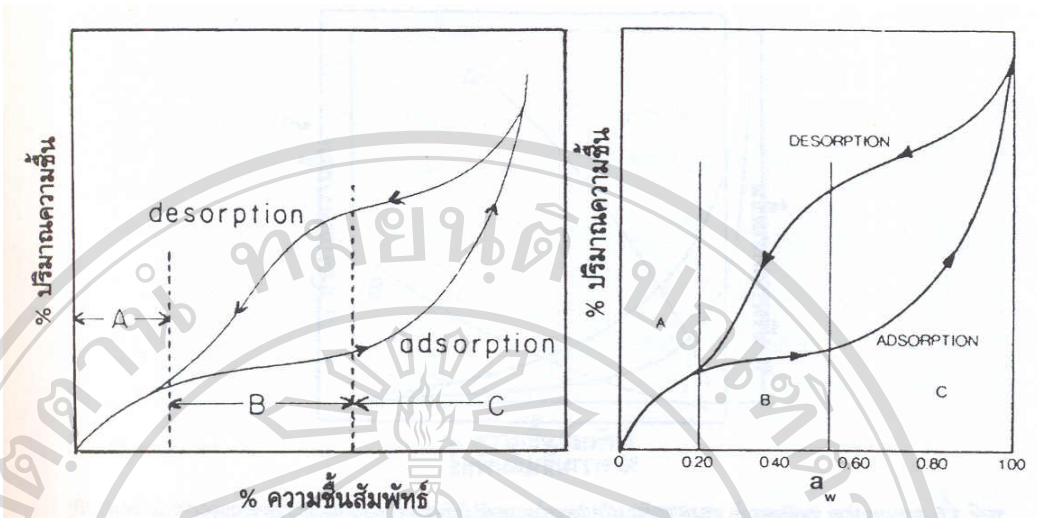 % ปริมาณความชื้น
desorption
A
adsorption
B
C
% ความชื้นสัมพัทธ์
% ปริมาณความชื้น
DESORPTION
A
ADSORPTION
B
C
0 0.20 0.40 0.60 0.80 1.00
a w